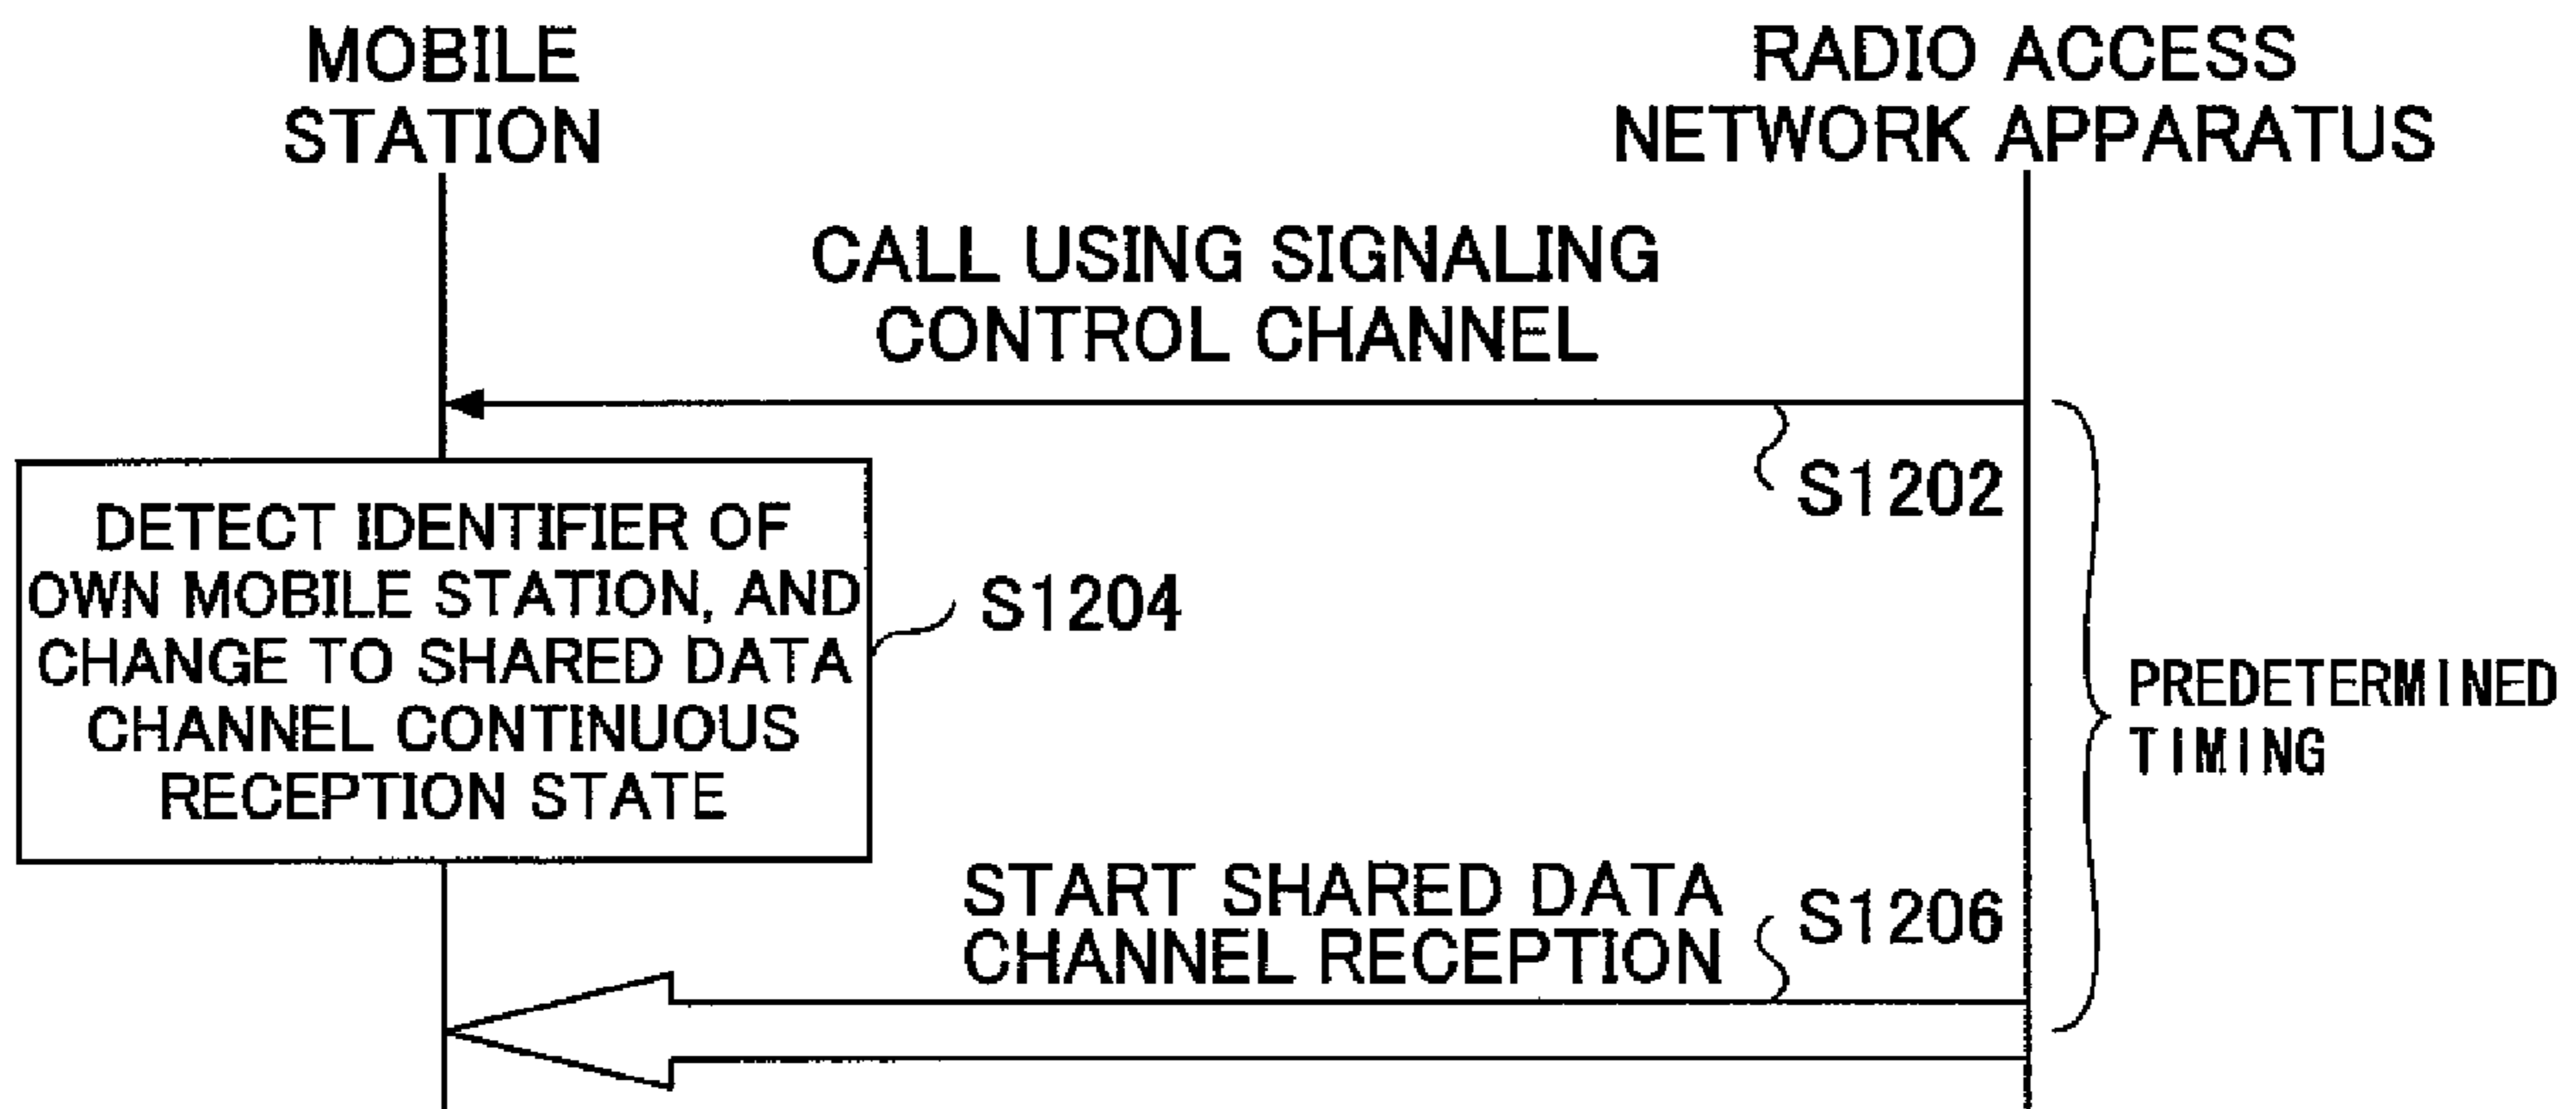 MOBILE
STATION
RADIO ACCESS
NETWORK APPARATUS
CALL USING SIGNALING
CONTROL CHANNEL
S1202
DETECT IDENTIFIER OF
OWN MOBILE STATION, AND
CHANGE TO SHARED DATA
CHANNEL CONTINUOUS
RECEPTION STATE
S1204
PREDETERMINED
TIMING
START SHARED DATA
CHANNEL RECEPTION
S1206